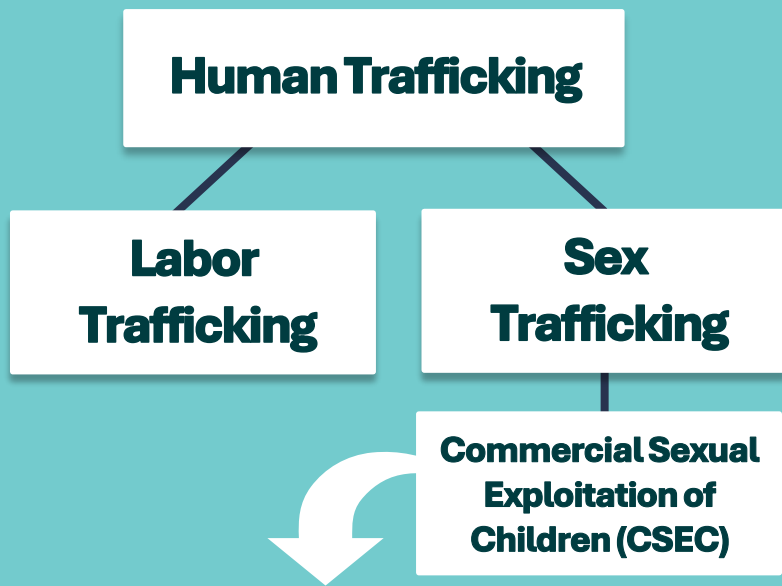 Human Trafficking
Labor
Trafficking
Sex
Trafficking
Commercial Sexual
Exploitation of
Children (CSEC)